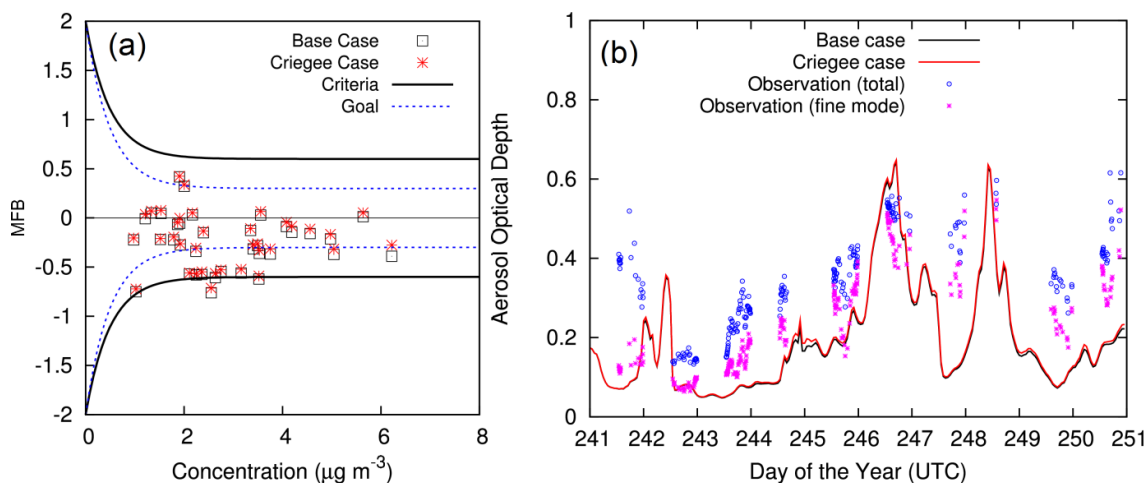 (a)
Base Case
Criegee Case
Criteria
Goal
2
1.5
1
0.5
0
-0.5
-1
-1.5
-2
MFB
0 2 4 6 8
Concentration (μg m⁻³)
(b)
Base case
Criegee case
Observation (total)
Observation (fine mode)
1
0.8
0.6
0.4
0.2
0
Aerosol Optical Depth
241 242 243 244 245 246 247 248 249 250 251
Day of the Year (UTC)